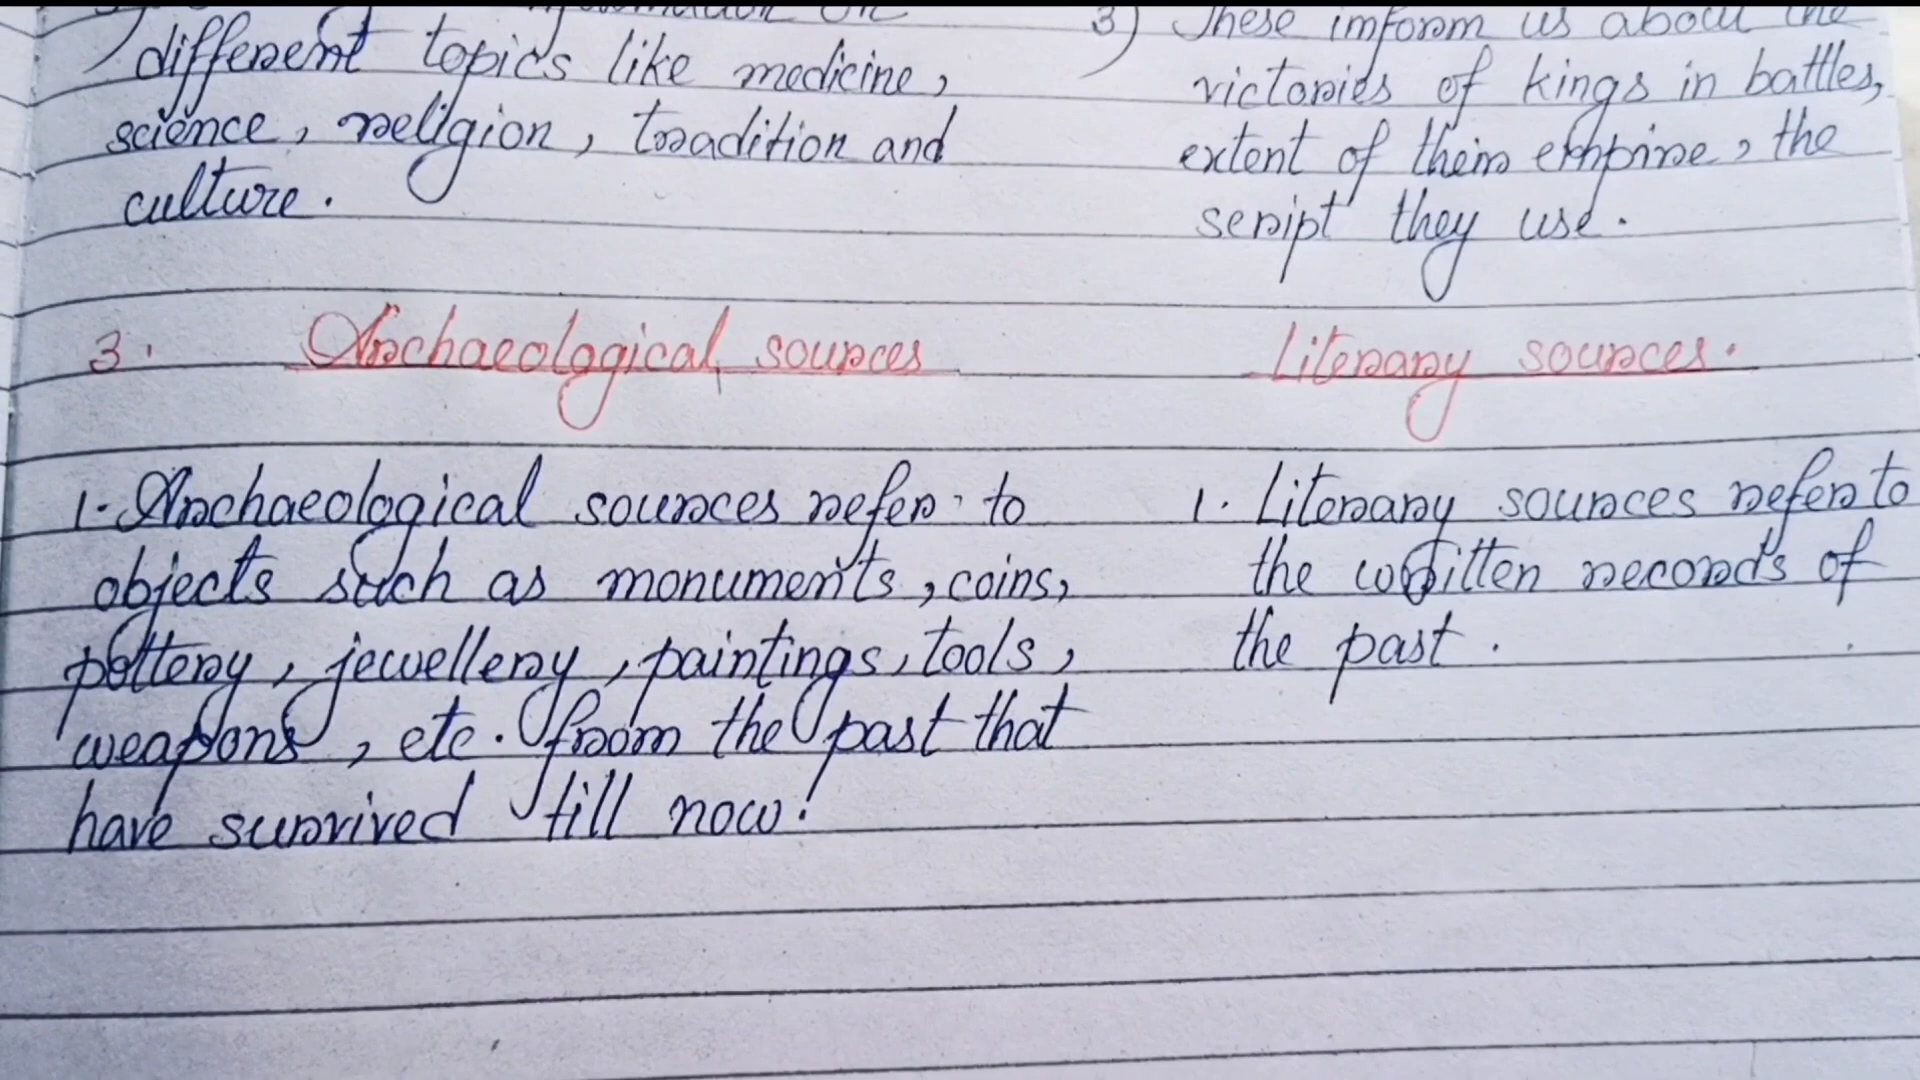 information on
different topics like medicine,
science, religion, tradition and
culture.
3) These imform us about the
victories of kings in battles,
extent of their empire, the
script they use.
3. Archaeological sources
Literary sources.
1. Archaeological sources refer to
objects such as monuments, coins,
pottery, jewellery, paintings, tools,
weapons, etc. from the past that
have survived till now!
1. Literary sources refer to
the written records of
the past.